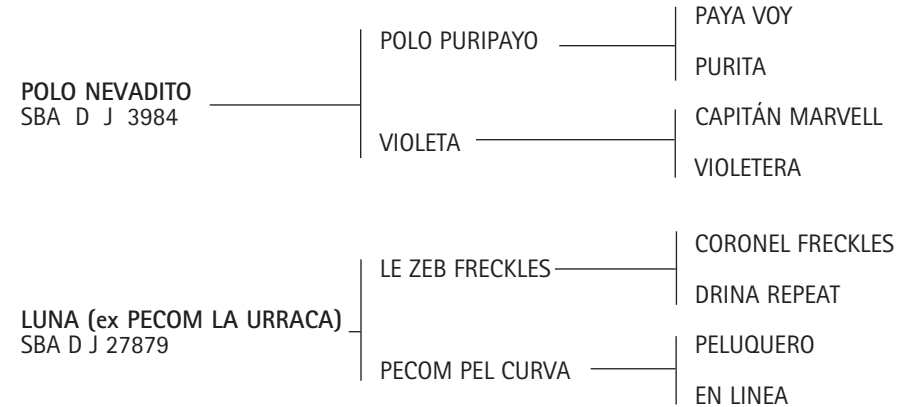 PAYA VOY
POLO PURIPAYO
PURITA
POLO NEVADITO
SBA D J 3984
CAPITÁN MARVELL
VIOLETA
VIOLETERA
CORONEL FRECKLES
LE ZEB FRECKLES
DRINA REPEAT
LUNA (ex PECOM LA URRACA)
SBA D J 27879
PELUQUERO
PECOM PEL CURVA
EN LINEA